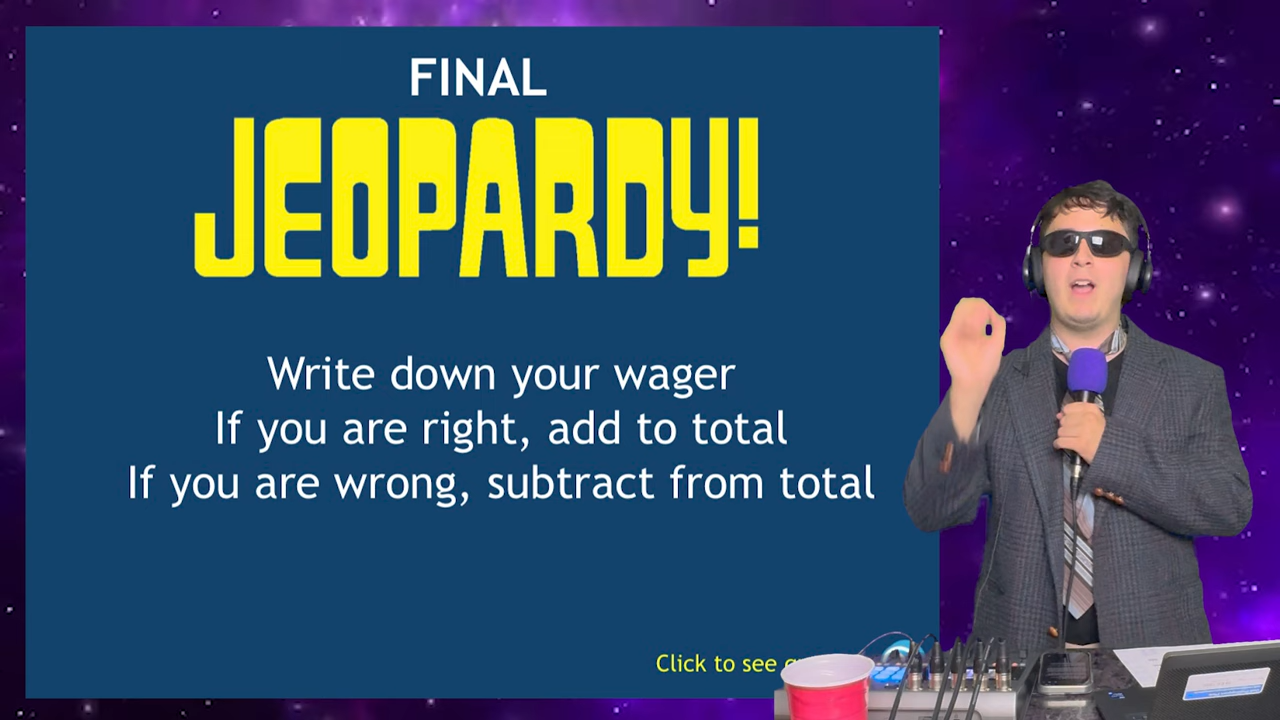 FINAL
JEOPARDY!
Write down your wager
If you are right, add to total
If you are wrong, subtract from total
Click to see